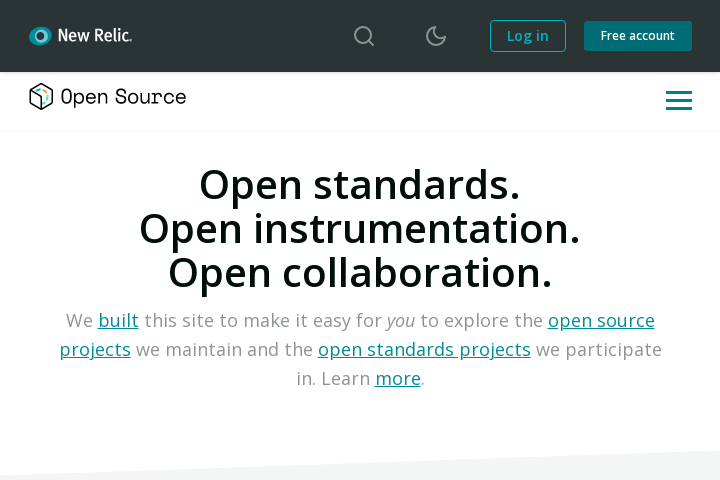 New Relic.
Log in
Free account
Open Source
Open standards.
Open instrumentation.
Open collaboration.
We built this site to make it easy for you to explore the open source
projects we maintain and the open standards projects we participate
in. Learn more.